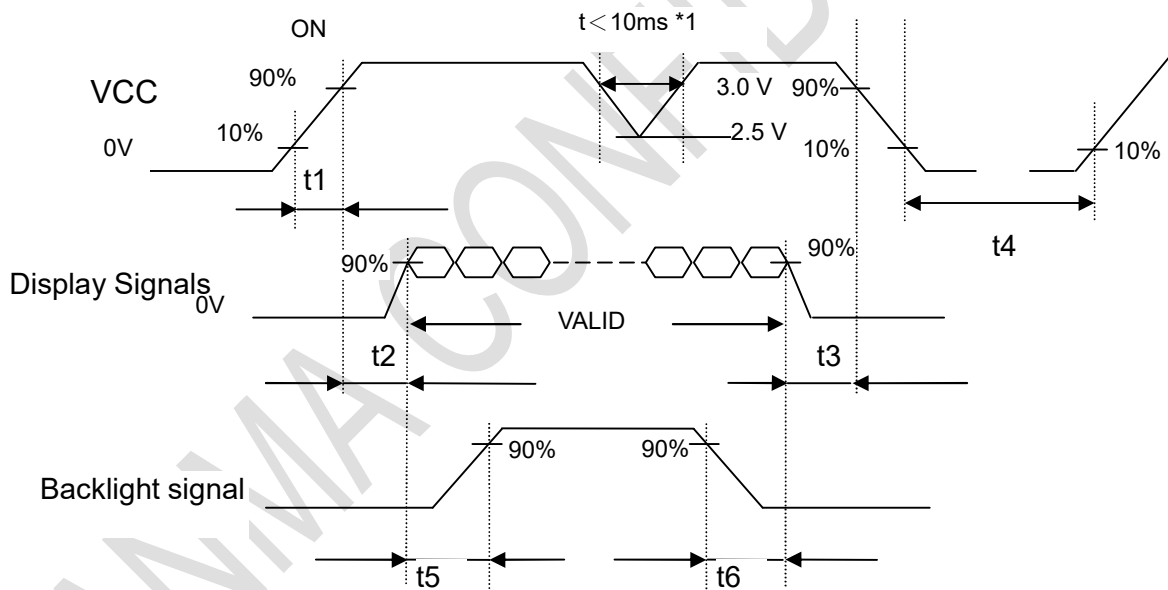 t<10ms *1
ON
VCC
90%
3.0 V
90%
10%
2.5 V
10%
10%
0V
t1
t4
Display Signals
0V
90%
90%
VALID
t2
t3
90%
90%
Backlight signal
t5
t6